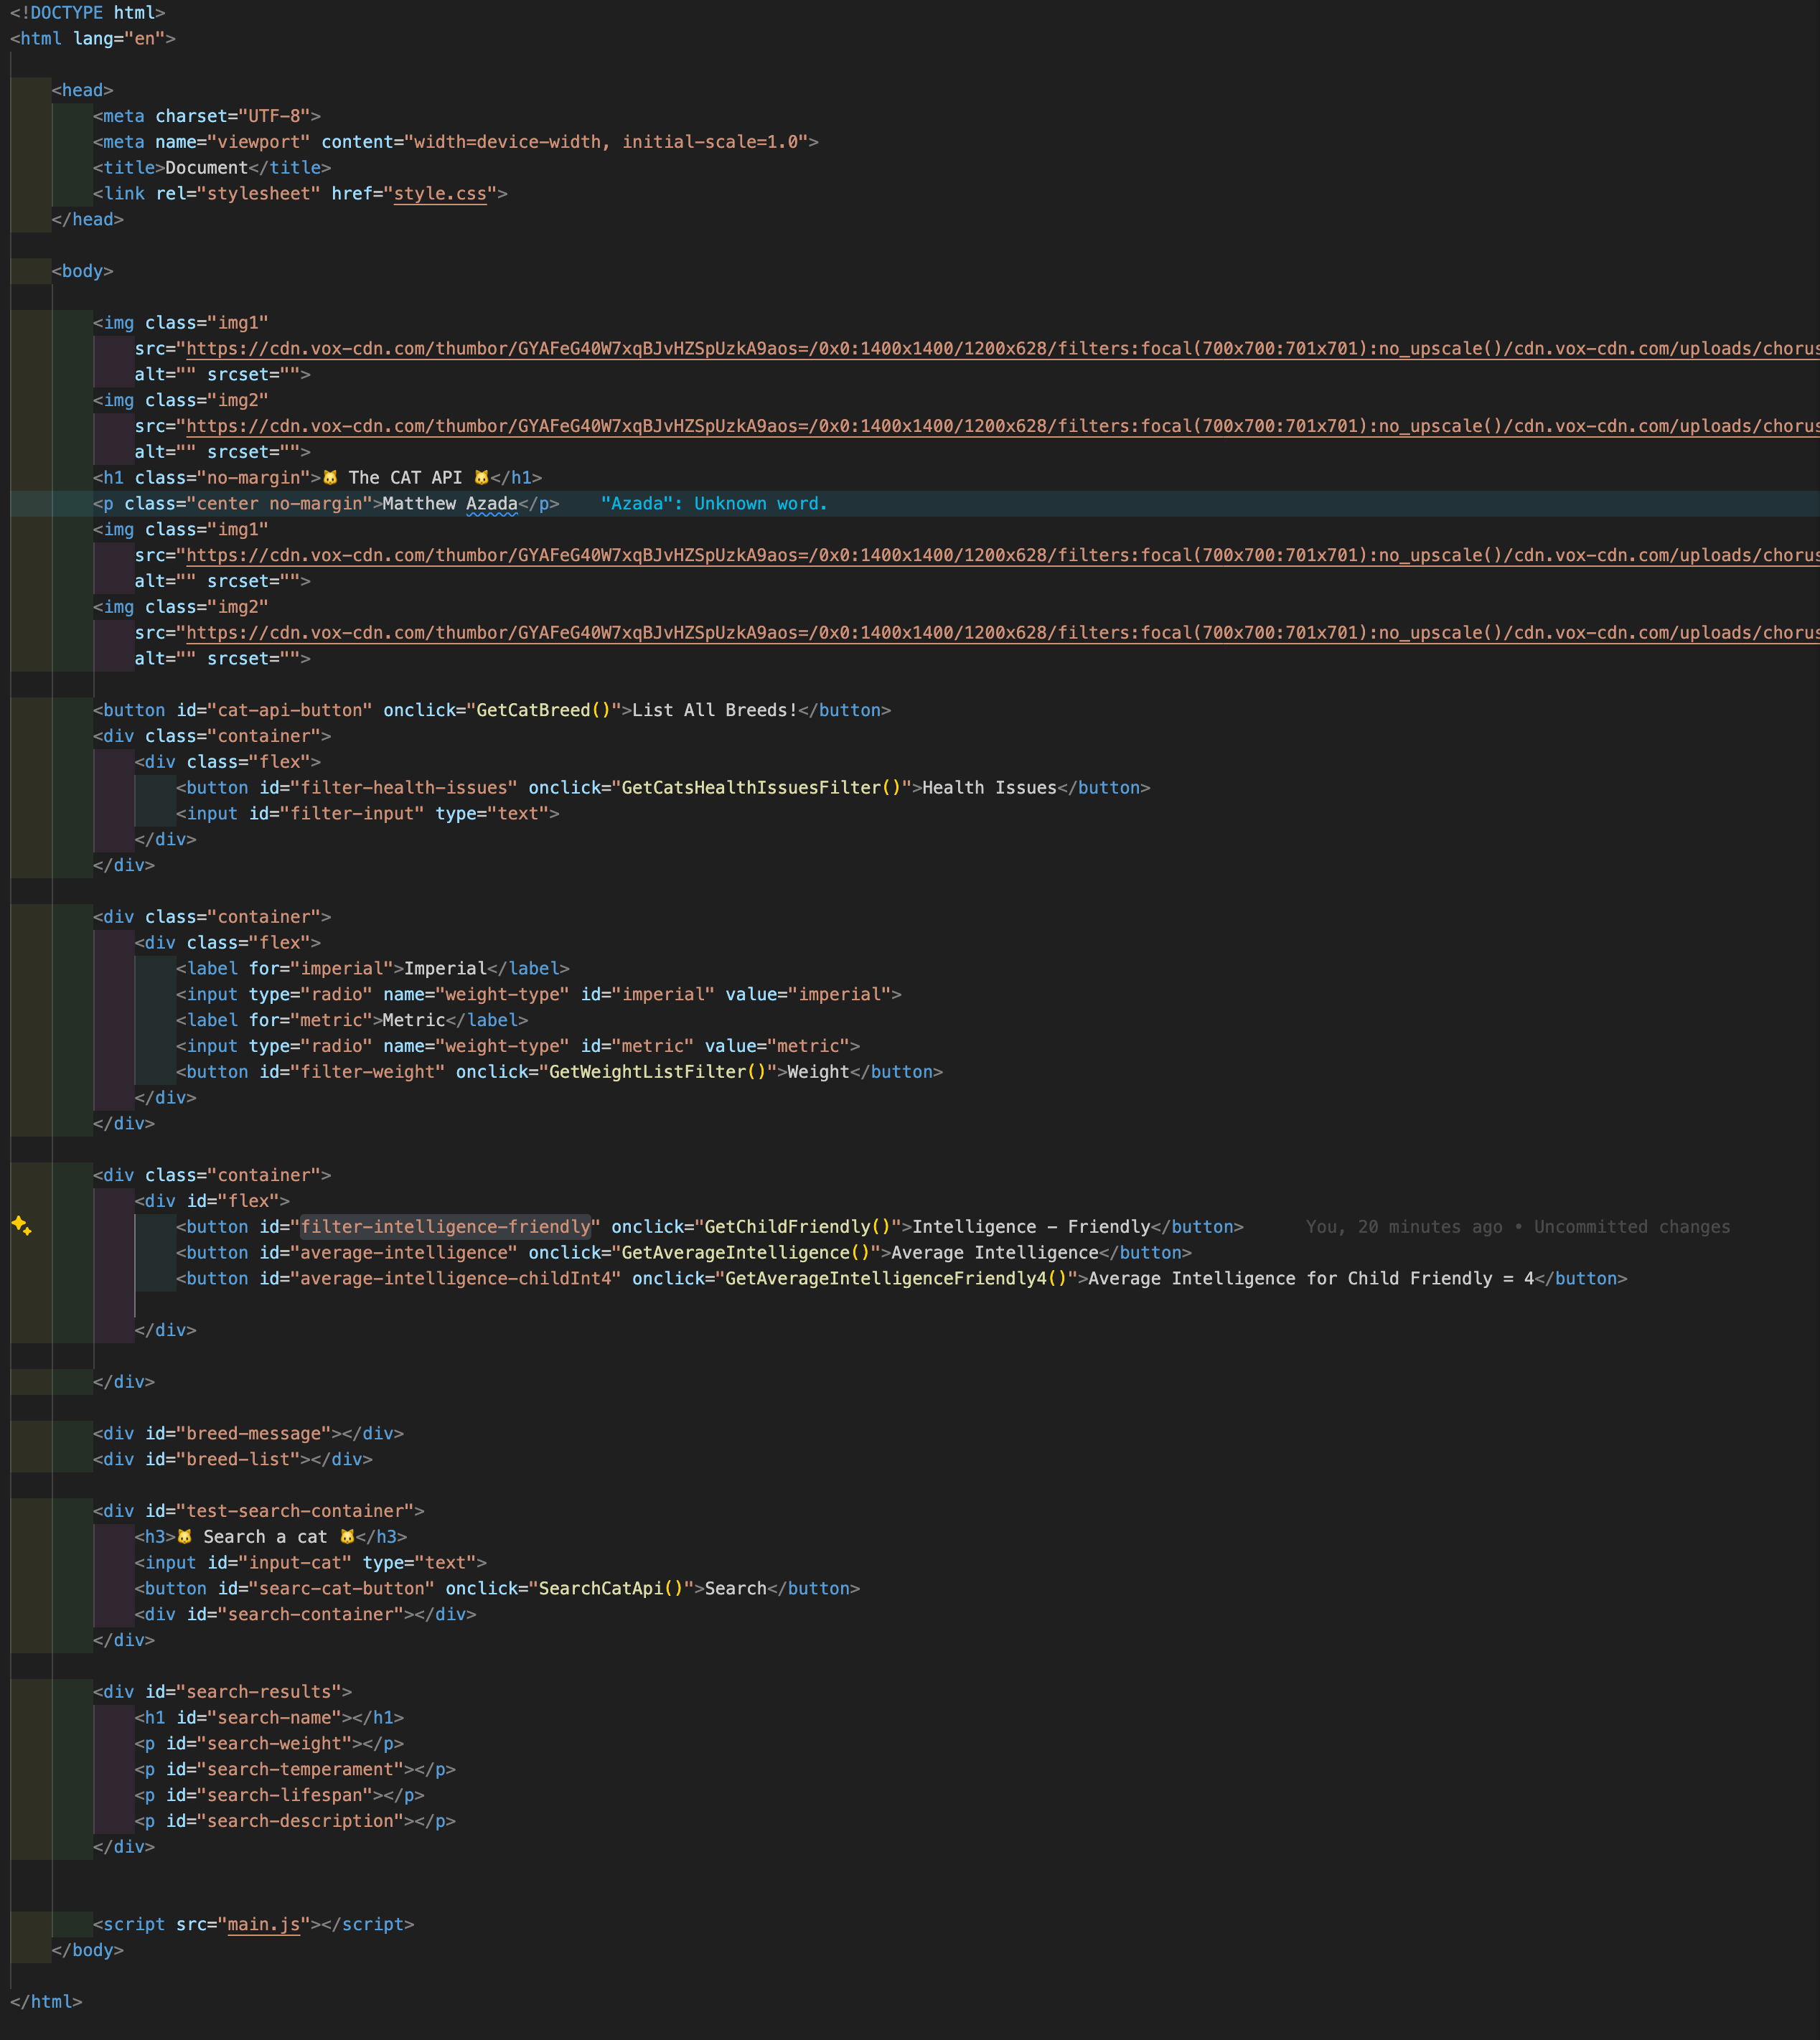 <!DOCTYPE html>
<html lang="en">
<head>
<meta charset="UTF-8">
<meta name="viewport" content="width=device-width, initial-scale=1.0">
<title>Document</title>
<link rel="stylesheet" href="style.css">
</head>
<body>
<img class="img1"
src="https://cdn.vox-cdn.com/thumbor/GYAFeG40W7xqBJvHZSpUzkA9aos=/0x0:1400x1400/1200x628/filters:focal(700x700:701x701):no_upscale()/cdn.vox-cdn.com/uploads/chorus
alt="" srcset="">
<img class="img2"
src="https://cdn.vox-cdn.com/thumbor/GYAFeG40W7xqBJvHZSpUzkA9aos=/0x0:1400x1400/1200x628/filters:focal(700x700:701x701):no_upscale()/cdn.vox-cdn.com/uploads/chorus
alt="" srcset="">
<h1 class="no-margin">🐱 The CAT API 🐱</h1>
<p class="center no-margin">Matthew Azada</p> "Azada": Unknown word.
<img class="img1"
src="https://cdn.vox-cdn.com/thumbor/GYAFeG40W7xqBJvHZSpUzkA9aos=/0x0:1400x1400/1200x628/filters:focal(700x700:701x701):no_upscale()/cdn.vox-cdn.com/uploads/chorus
alt="" srcset="">
<img class="img2"
src="https://cdn.vox-cdn.com/thumbor/GYAFeG40W7xqBJvHZSpUzkA9aos=/0x0:1400x1400/1200x628/filters:focal(700x700:701x701):no_upscale()/cdn.vox-cdn.com/uploads/chorus
alt="" srcset="">
<button id="cat-api-button" onclick="GetCatBreed()">List All Breeds!</button>
<div class="container">
<div class="flex">
<button id="filter-health-issues" onclick="GetCatsHealthIssuesFilter()">Health Issues</button>
<input id="filter-input" type="text">
</div>
</div>
<div class="container">
<div class="flex">
<label for="imperial">Imperial</label>
<input type="radio" name="weight-type" id="imperial" value="imperial">
<label for="metric">Metric</label>
<input type="radio" name="weight-type" id="metric" value="metric">
<button id="filter-weight" onclick="GetWeightListFilter()">Weight</button>
</div>
</div>
<div class="container">
<div id="flex">
<button id="filter-intelligence-friendly" onclick="GetChildFriendly()">Intelligence - Friendly</button> You, 20 minutes ago • Uncommitted changes
<button id="average-intelligence" onclick="GetAverageIntelligence()">Average Intelligence</button>
<button id="average-intelligence-childInt4" onclick="GetAverageIntelligenceFriendly4()">Average Intelligence for Child Friendly = 4</button>
</div>
</div>
<div id="breed-message"></div>
<div id="breed-list"></div>
<div id="test-search-container">
<h3>🐱 Search a cat 🐱</h3>
<input id="input-cat" type="text">
<button id="searc-cat-button" onclick="SearchCatApi()">Search</button>
<div id="search-container"></div>
</div>
<div id="search-results">
<h1 id="search-name"></h1>
<p id="search-weight"></p>
<p id="search-temperament"></p>
<p id="search-lifespan"></p>
<p id="search-description"></p>
</div>
<script src="main.js"></script>
</body>
</html>